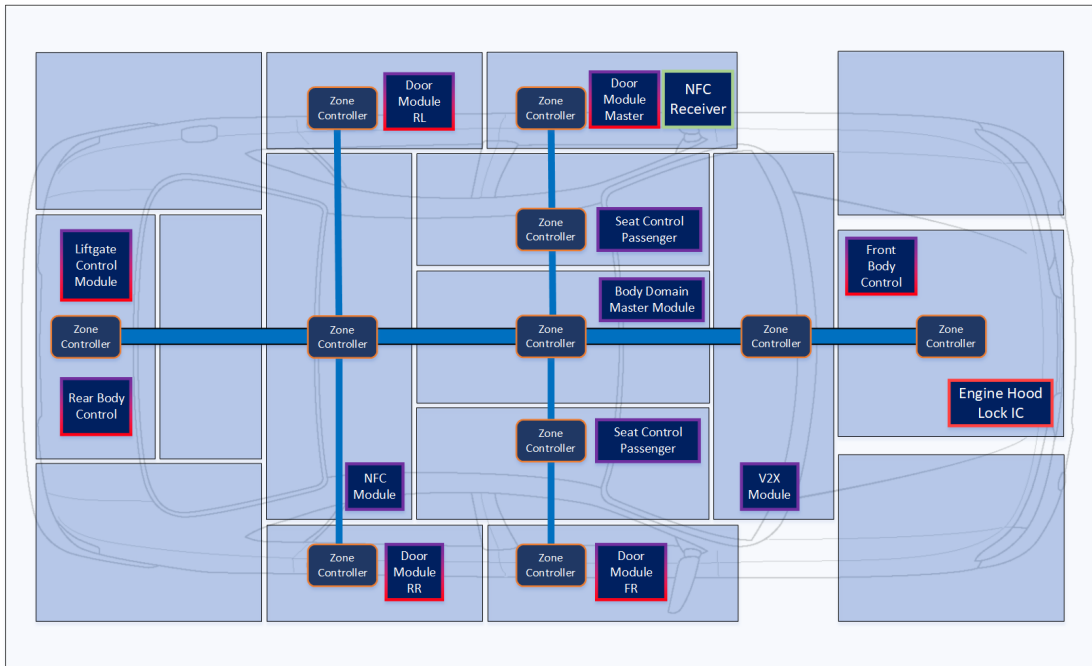 Zone
Controller
Door
Module
RL
Zone
Controller
Door
Module
Master
NFC
Receiver
Zone
Controller
Seat Control
Passenger
Liftgate
Control
Module
Front
Body
Control
Body Domain
Master Module
Zone
Controller
Zone
Controller
Zone
Controller
Zone
Controller
Zone
Controller
Rear Body
Control
Engine Hood
Lock IC
Zone
Controller
Seat Control
Passenger
NFC
Module
V2X
Module
Zone
Controller
Door
Module
RR
Zone
Controller
Door
Module
FR